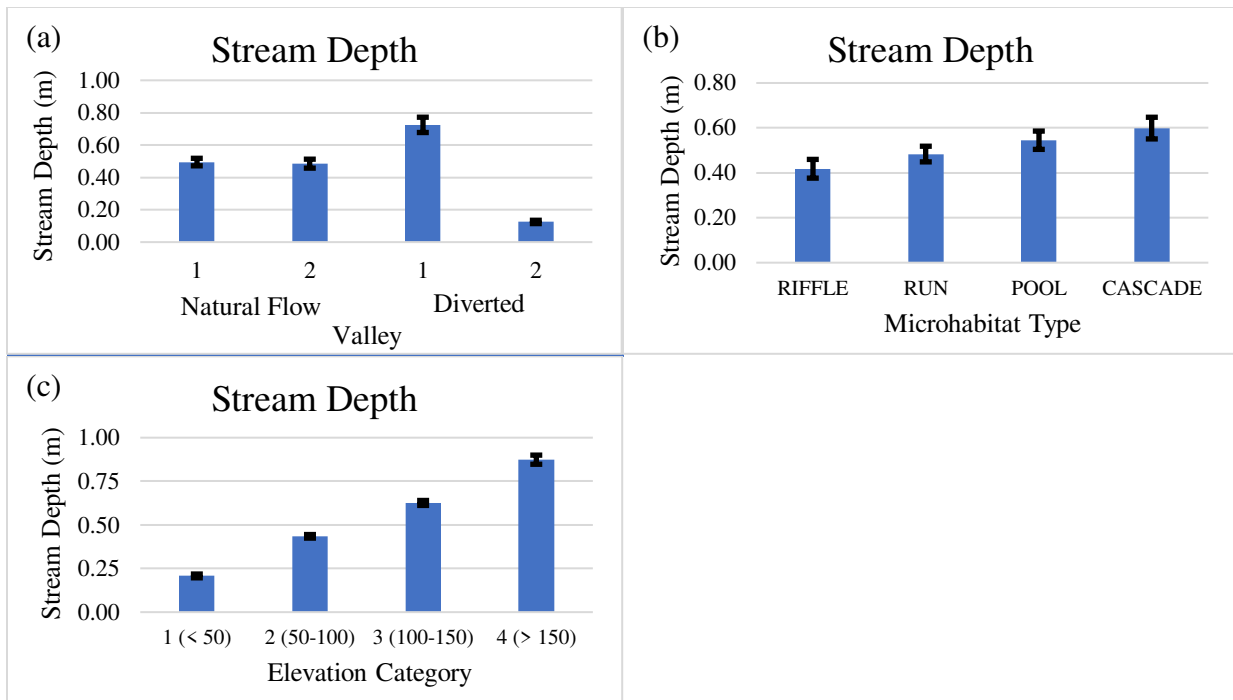 (a)
Stream Depth
Stream Depth (m)
1.00
0.80
0.60
0.40
0.20
0.00
1 2 1 2
Natural Flow Diverted
Valley
(b)
Stream Depth
Stream Depth (m)
0.80
0.60
0.40
0.20
0.00
RIFFLE RUN POOL CASCADE
Microhabitat Type
(c)
Stream Depth
Stream Depth (m)
1.00
0.75
0.50
0.25
0.00
1 (< 50) 2 (50-100) 3 (100-150) 4 (> 150)
Elevation Category